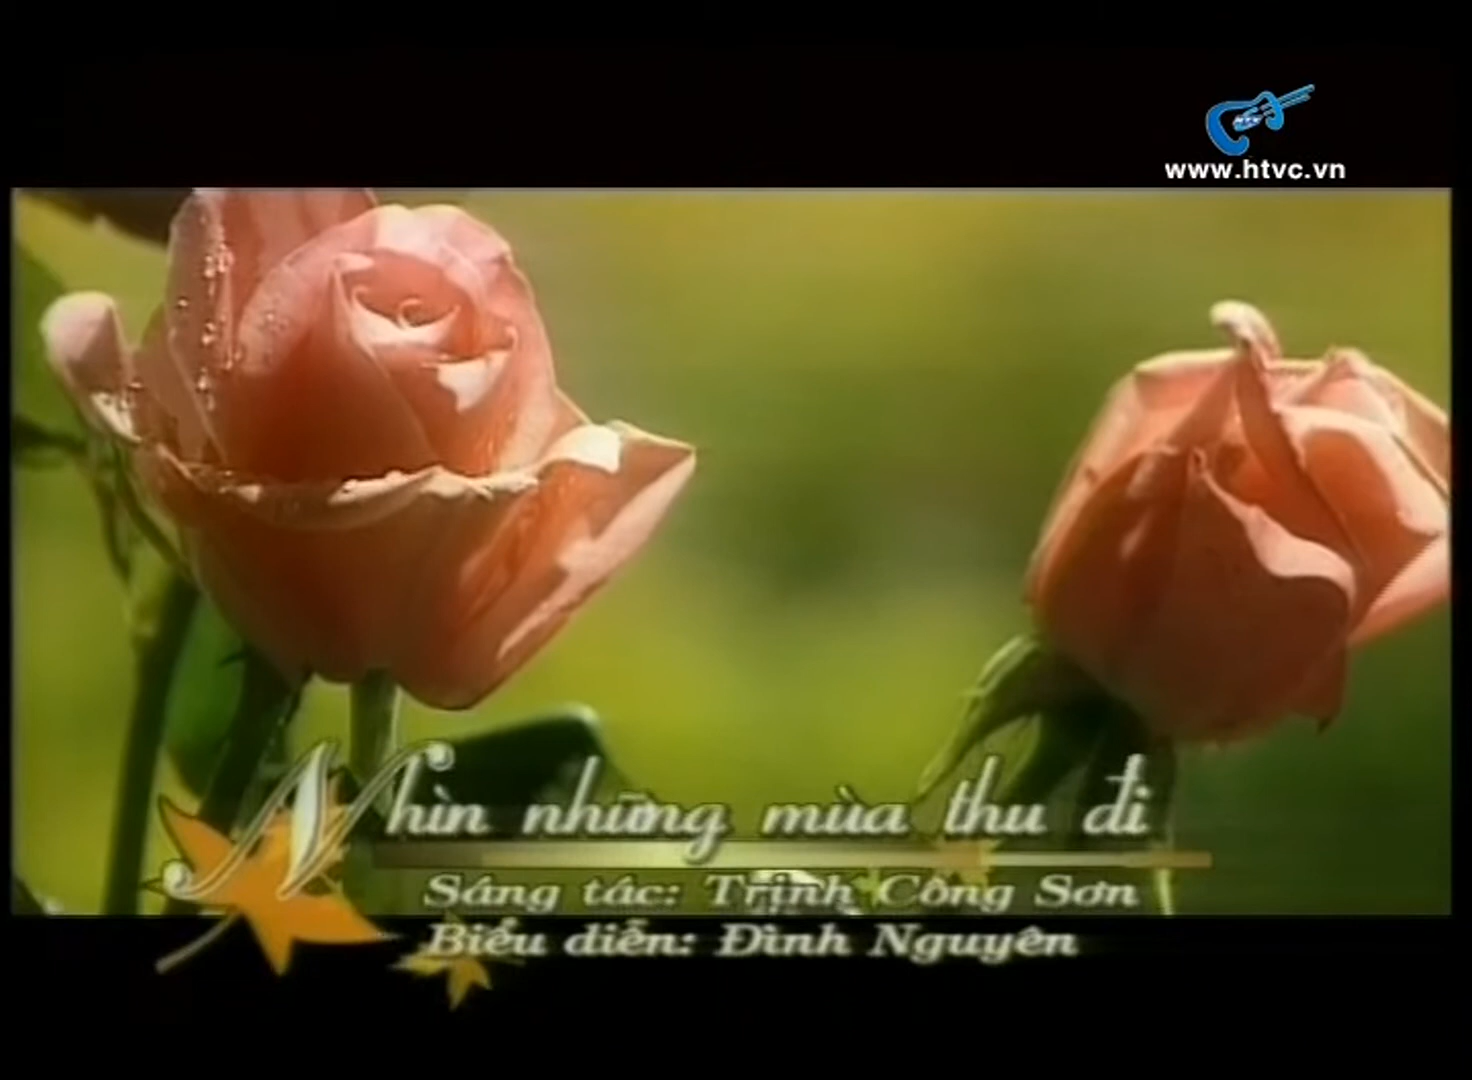 www.htvc.vn
Nhìn những mùa thu đi
Sáng tác: Trịnh Công Sơn
Biểu diễn: Đình Nguyên